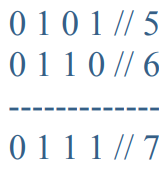 0 1 0 1 // 5
0 1 1 0 // 6
-------------
0 1 1 1 // 7